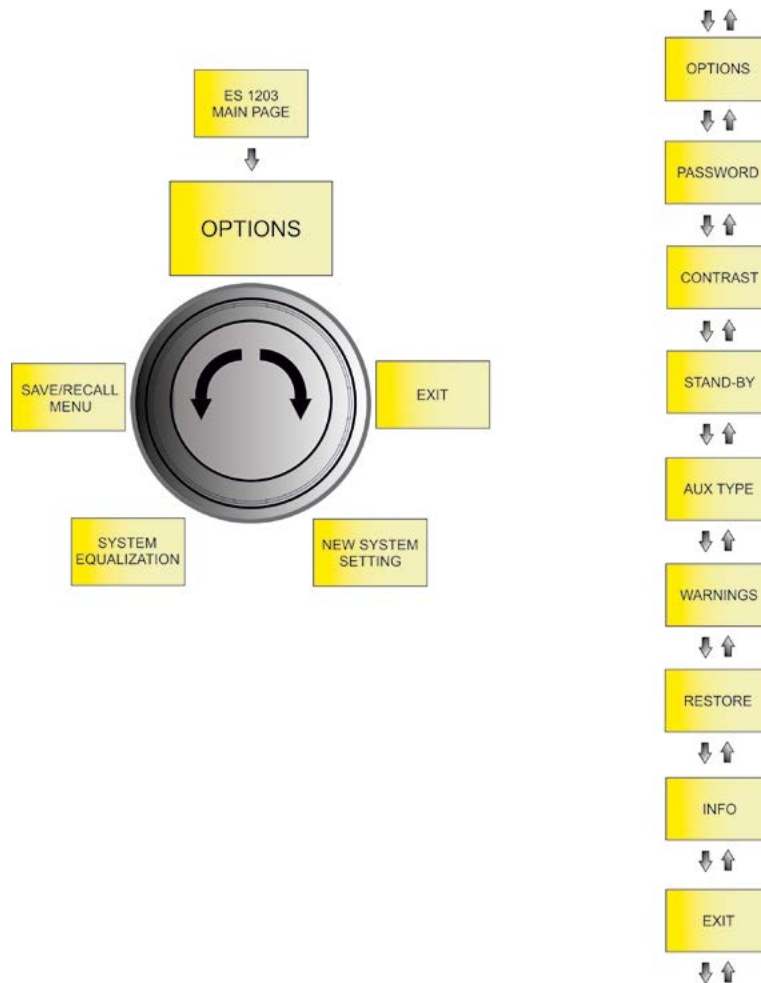 ES 1203
MAIN PAGE
OPTIONS
SAVE/RECALL
MENU
EXIT
SYSTEM
EQUALIZATION
NEW SYSTEM
SETTING
OPTIONS
PASSWORD
CONTRAST
STAND-BY
AUX TYPE
WARNINGS
RESTORE
INFO
EXIT